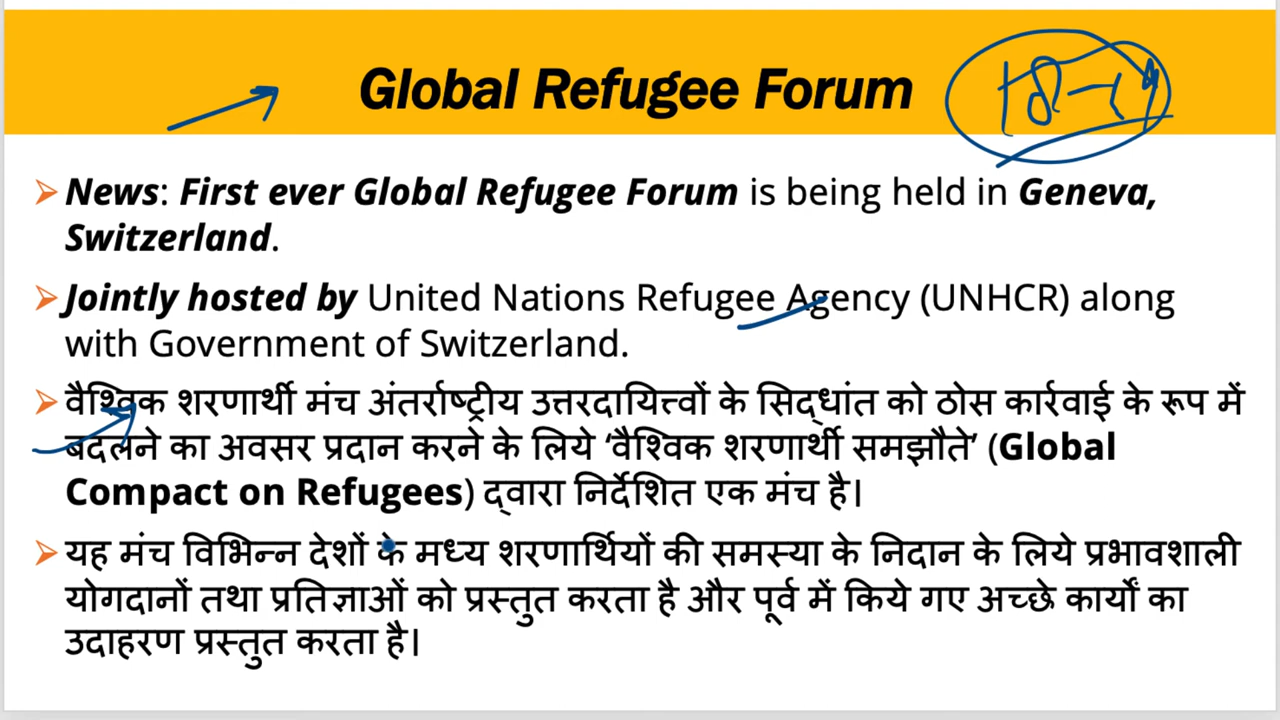 Global Refugee Forum
News: First ever Global Refugee Forum is being held in Geneva,
Switzerland.
Jointly hosted by United Nations Refugee Agency (UNHCR) along
with Government of Switzerland.
वैश्विक शरणार्थी मंच अंतर्राष्ट्रीय उत्तरदायित्त्वों के सिद्धांत को ठोस कार्रवाई के रूप में
बदलने का अवसर प्रदान करने के लिये ‘वैश्विक शरणार्थी समझौते’ (Global
Compact on Refugees) द्वारा निर्देशित एक मंच है।
यह मंच विभिन्न देशों के मध्य शरणार्थियों की समस्या के निदान के लिये प्रभावशाली
योगदानों तथा प्रतिज्ञाओं को प्रस्तुत करता है और पूर्व में किये गए अच्छे कार्यों का
उदाहरण प्रस्तुत करता है।